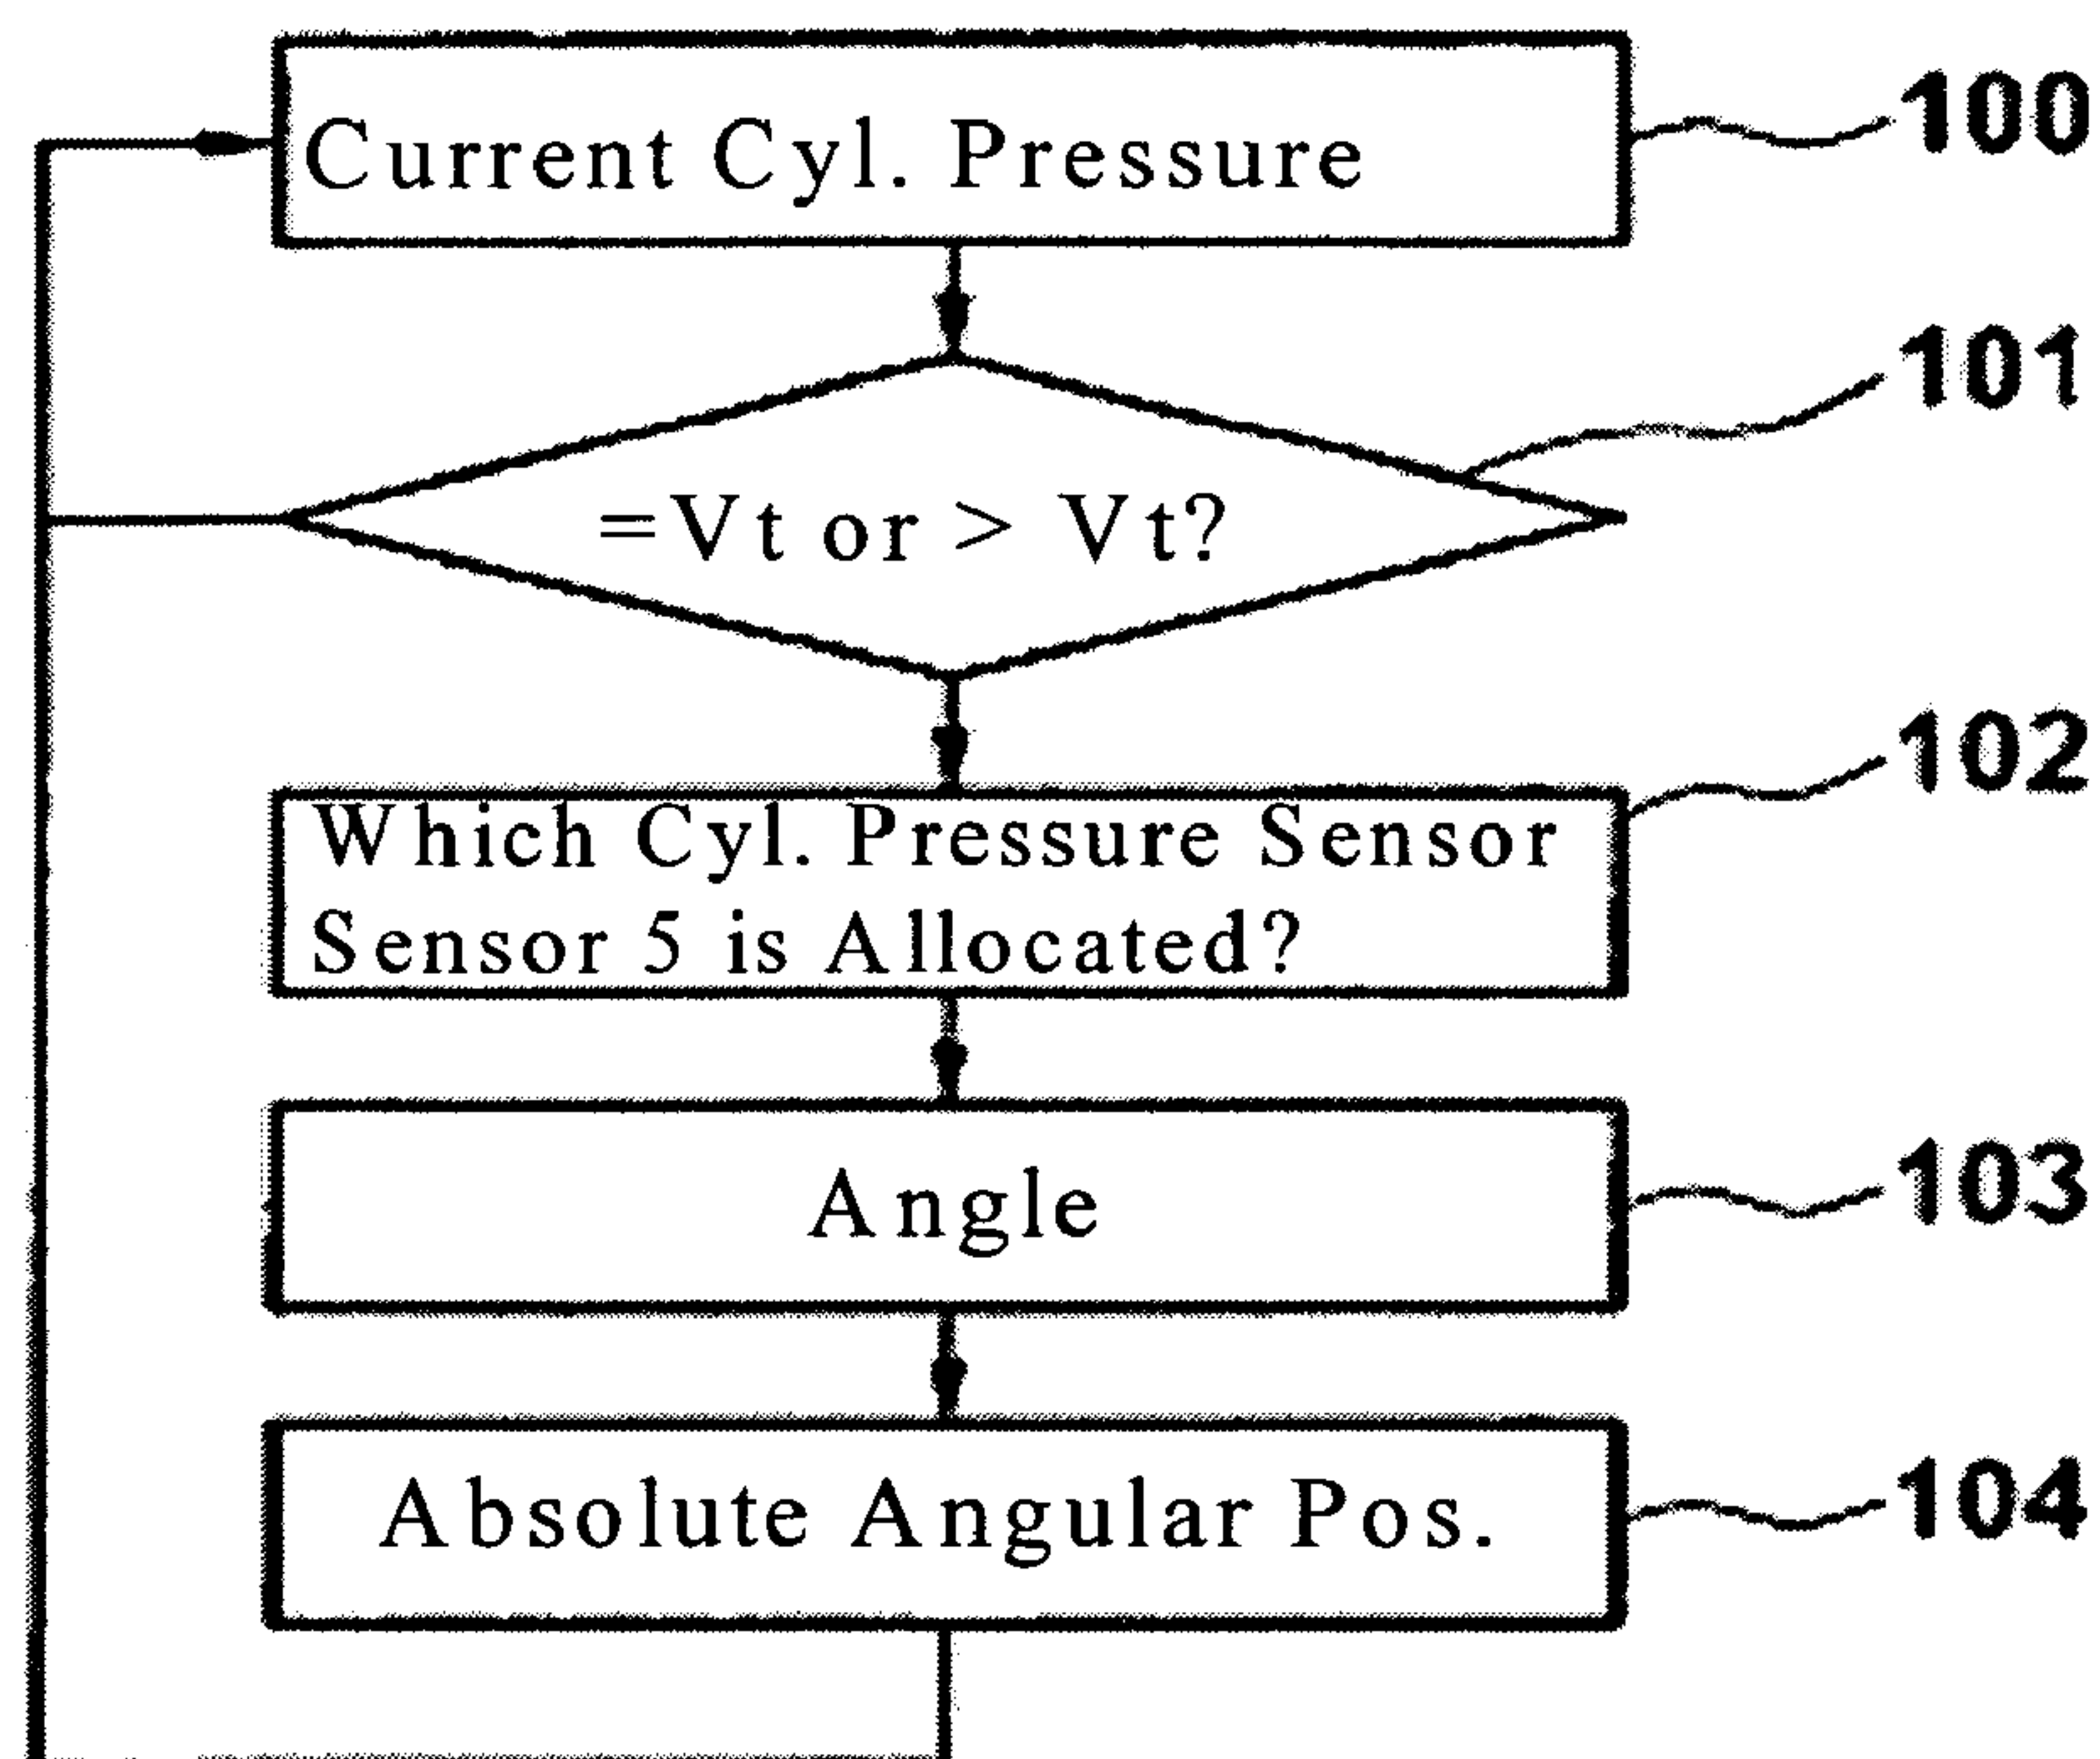 Current Cyl. Pressure
100
101
=Vt or > Vt?
102
Which Cyl. Pressure Sensor
Sensor 5 is Allocated?
Angle
103
Absolute Angular Pos.
104